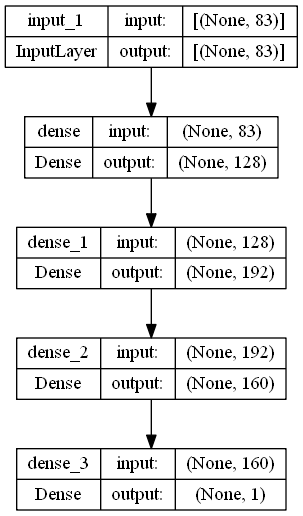 input_1 input: [(None, 83)]
InputLayer output: [(None, 83)]
dense input: (None, 83)
Dense output: (None, 128)
dense_1 input: (None, 128)
Dense output: (None, 192)
dense_2 input: (None, 192)
Dense output: (None, 160)
dense_3 input: (None, 160)
Dense output: (None, 1)